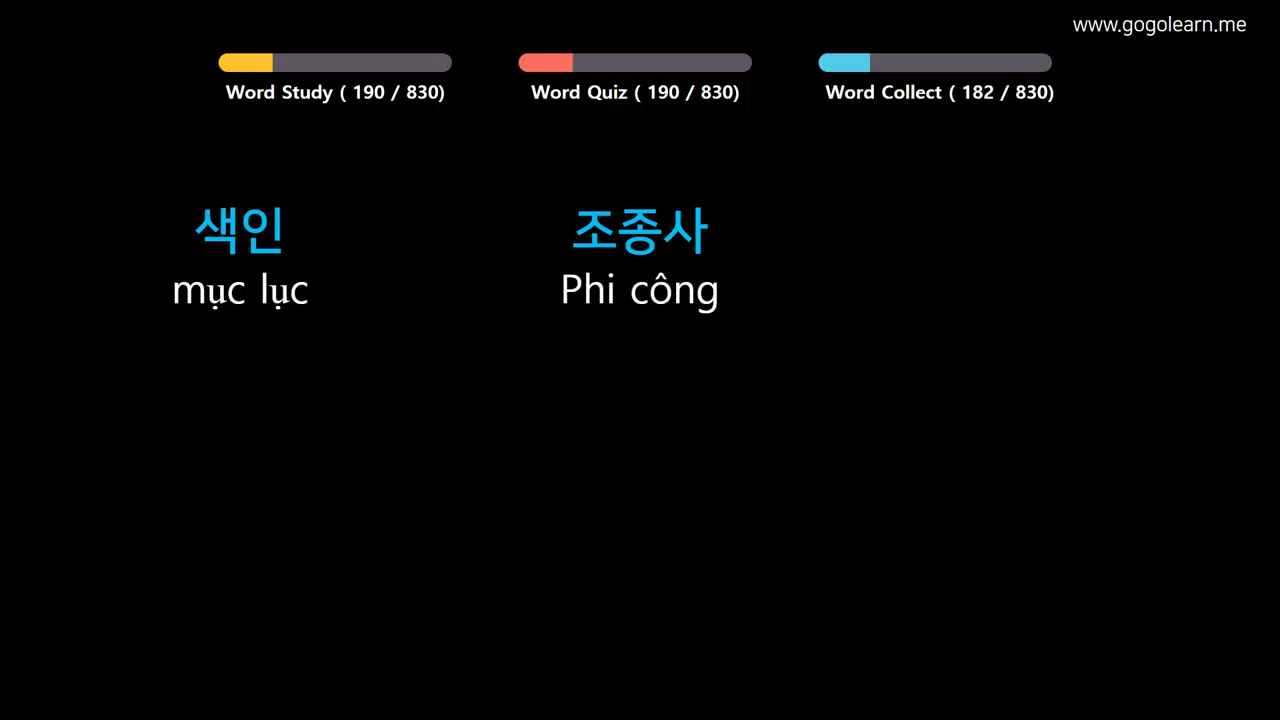 www.gogolearn.me
Word Study ( 190 / 830)
Word Quiz ( 190 / 830)
Word Collect ( 182 / 830)
색인
mục lục
조종사
Phi công